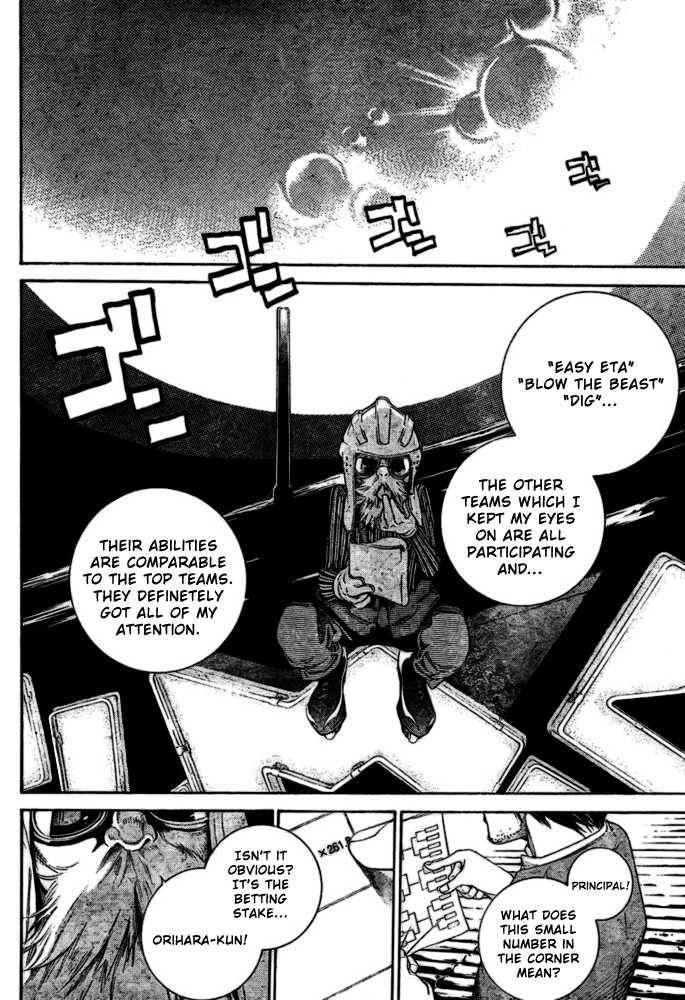 ゴ
ゴ
ゴ
ゴ
ゴ
"EASY ETA"
"BLOW THE BEAST"
"DIG"...
THE OTHER
TEAMS WHICH I
KEPT MY EYES
ON ARE ALL
PARTICIPATING
AND...
THEIR ABILITIES
ARE COMPARABLE
TO THE TOP TEAMS.
THEY DEFINETELY
GOT ALL OF MY
ATTENTION.
PRINCIPAL!
WHAT DOES
THIS SMALL
NUMBER IN
THE CORNER
MEAN?
×261.
ISN'T IT
OBVIOUS?
IT'S THE
BETTING
STAKE...
ORIHARA-KUN!